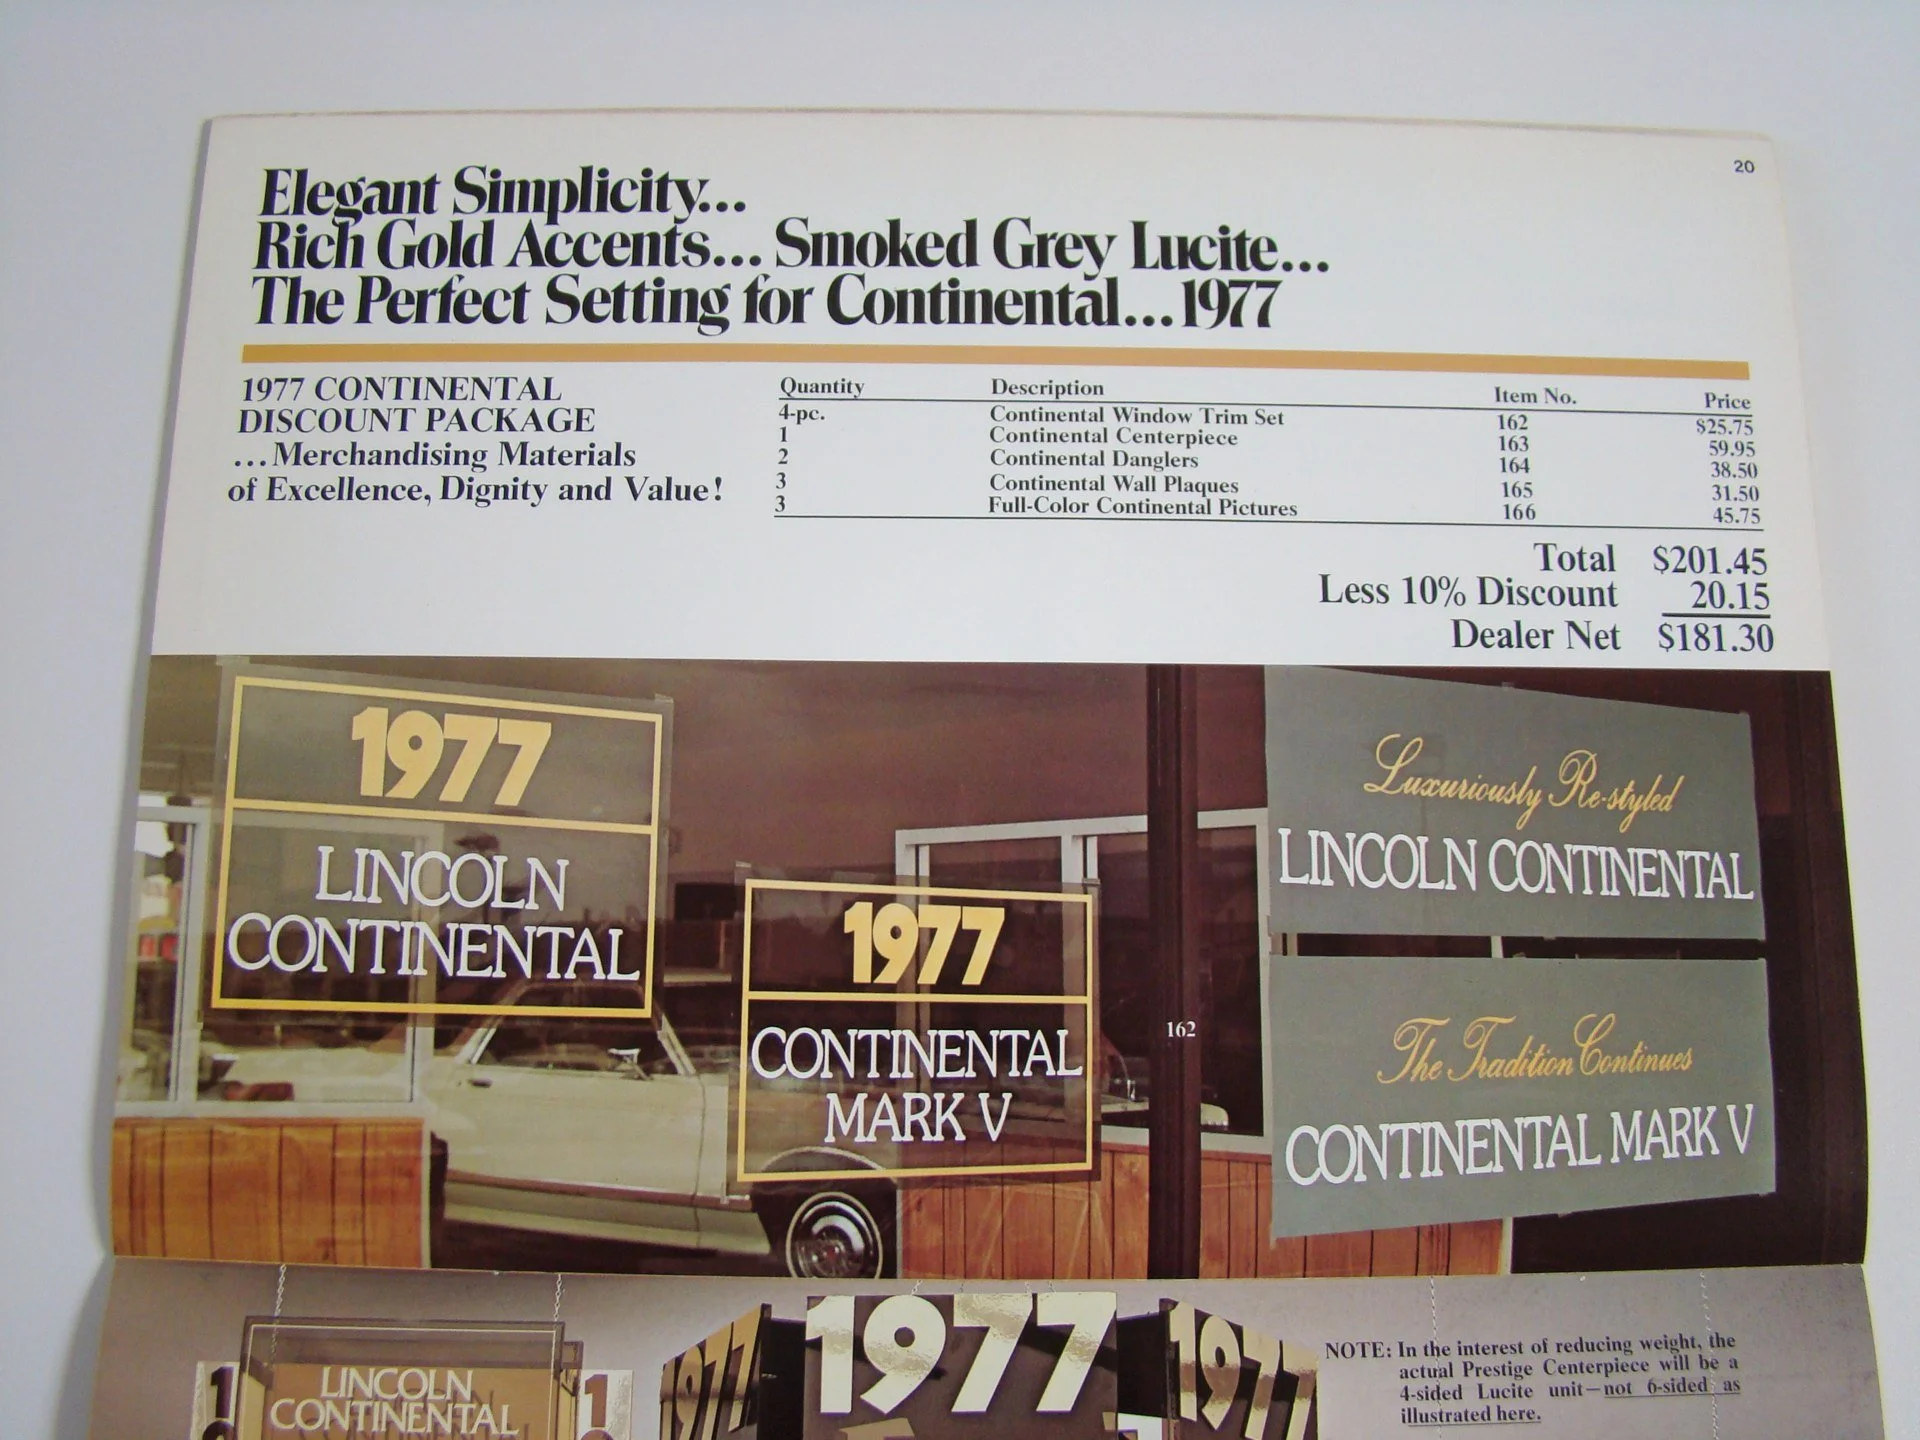 20
Elegant Simplicity...
Rich Gold Accents... Smoked Grey Lucite...
The Perfect Setting for Continental...1977
1977 CONTINENTAL
DISCOUNT PACKAGE
...Merchandising Materials
of Excellence, Dignity and Value!
Quantity Description Item No. Price
4-pc. Continental Window Trim Set 162 $25.75
1 Continental Centerpiece 163 59.95
2 Continental Danglers 164 38.50
3 Continental Wall Plaques 165 31.50
3 Full-Color Continental Pictures 166 45.75
Total $201.45
Less 10% Discount 20.15
Dealer Net $181.30
1977
LINCOLN
CONTINENTAL
1977
CONTINENTAL
MARK V
162
Luxuriously Re-styled
LINCOLN CONTINENTAL
The Tradition Continues
CONTINENTAL MARK V
LINCOLN
CONTINENTAL
1977
1977
1977
NOTE: In the interest of reducing weight, the
actual Prestige Centerpiece will be a
4-sided Lucite unit—not 6-sided as
illustrated here.